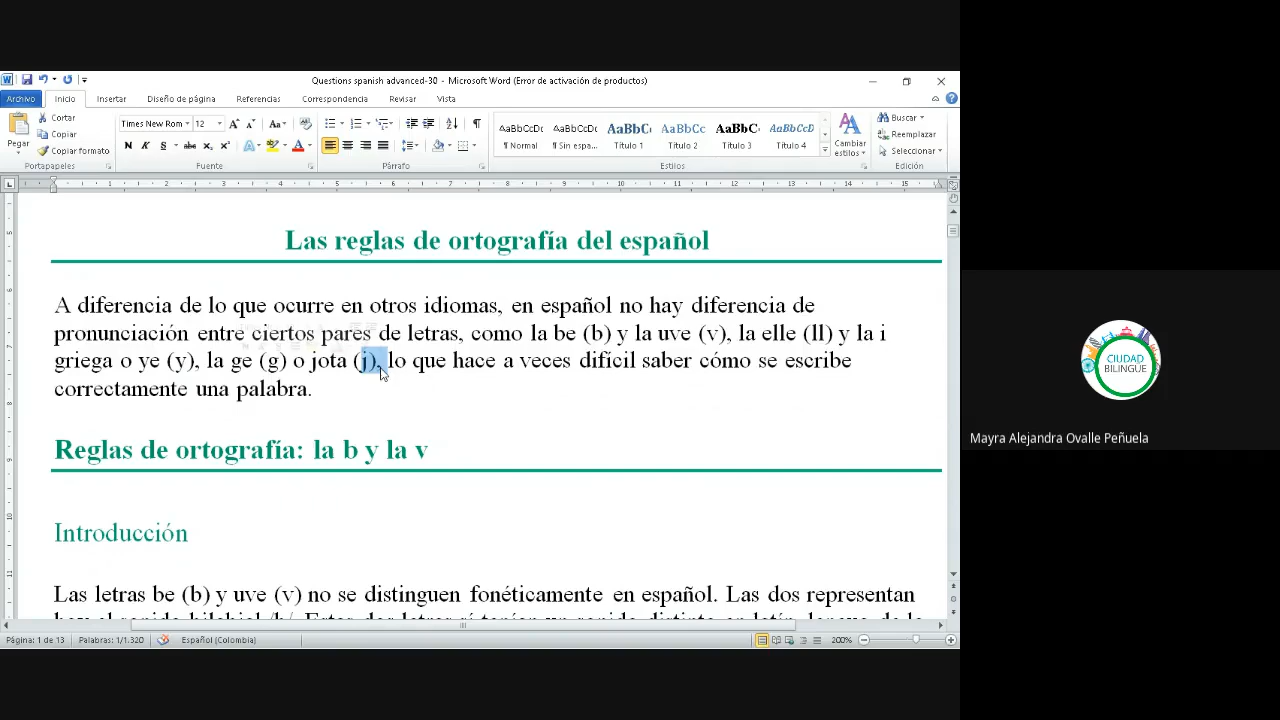 Questions spanish advanced-30 - Microsoft Word (Error de activación de productos)
Archivo Inicio Insertar Diseño de página Referencias Correspondencia Revisar Vista
Pegar
Cortar
Copiar
Copiar formato
Portapapeles
Times New Rom 12
Fuente
Párrafo
AaBbCcDc AaBbCcDc AaBbC AaBbCc AaBbC AaBbCcD
¶ Normal ¶ Sin espa... Título 1 Título 2 Título 3 Título 4
Cambiar estilos
Estilos
Buscar
Reemplazar
Seleccionar
Edición
Las reglas de ortografía del español
A diferencia de lo que ocurre en otros idiomas, en español no hay diferencia de
pronunciación entre ciertos pares de letras, como la be (b) y la uve (v), la elle (ll) y la i
griega o ye (y), la ge (g) o jota (j), lo que hace a veces difícil saber cómo se escribe
correctamente una palabra.
Reglas de ortografía: la b y la v
Introducción
Las letras be (b) y uve (v) no se distinguen fonéticamente en español. Las dos representan
Página: 1 de 13 Palabras: 1/1.320 Español (Colombia) 200%
CIUDAD
BILINGÜE
Mayra Alejandra Ovalle Peñuela